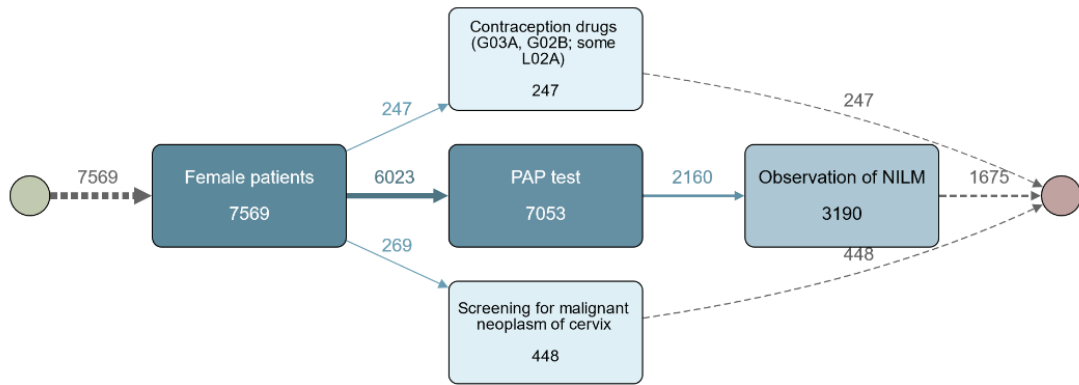 Contraception drugs
(G03A, G02B; some
L02A)
247
247
247
7569
Female patients
7569
6023
PAP test
7053
2160
Observation of NILM
3190
1675
269
448
Screening for malignant
neoplasm of cervix
448